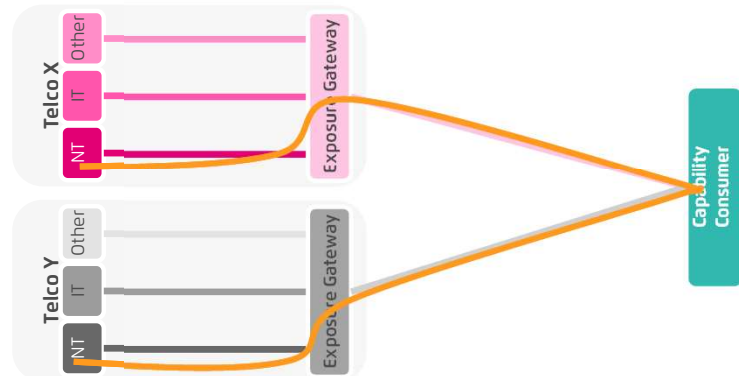 Telco X
Other
IT
NT
Exposure Gateway
Telco Y
Other
IT
NT
Exposure Gateway
Capability
Consumer